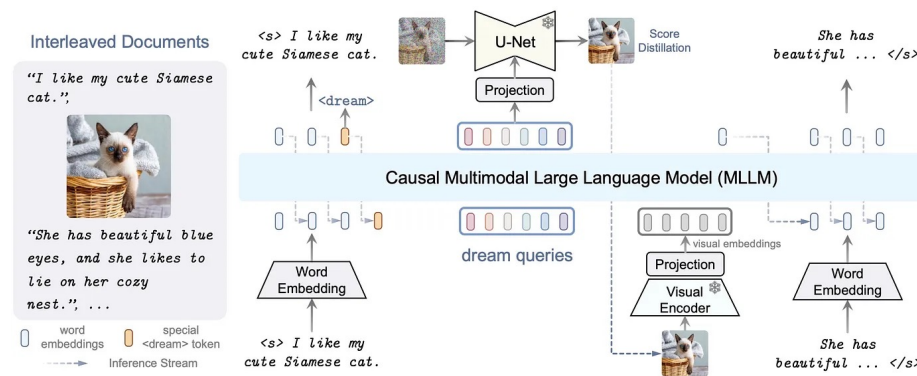 Interleaved Documents
"I like my cute Siamese
cat.",
"She has beautiful blue
eyes, and she likes to
lie on her cozy
nest.", ...
word
embeddings
special
<dream> token
Inference Stream
<s> I like my
cute Siamese cat.
<dream>
U-Net
Projection
Score
Distillation
She has
beautiful ... </s>
Causal Multimodal Large Language Model (MLLM)
dream queries
visual embeddings
Word
Embedding
Projection
Visual
Encoder
Word
Embedding
<s> I like my
cute Siamese cat.
She has
beautiful ... </s>